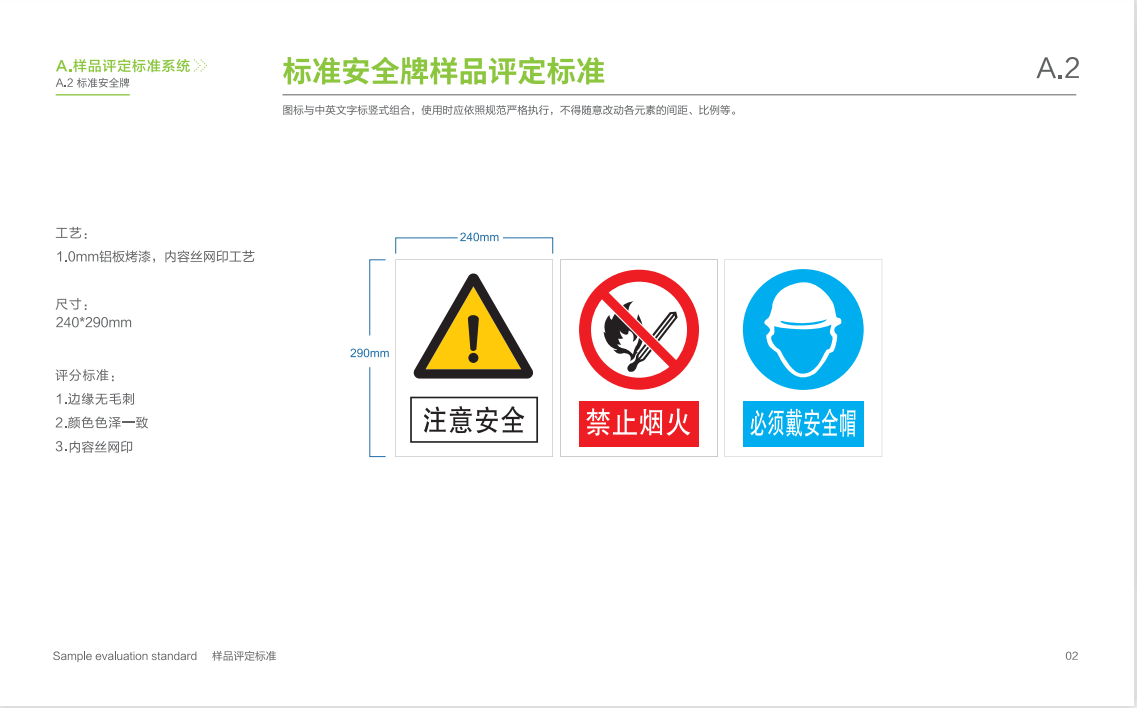 A.样品评定标准系统
A.2 标准安全牌
标准安全牌样品评定标准
A.2
图标与中英文字标竖式组合，使用时应依照规范严格执行，不得随意改动各元素的间距、比例等。
工艺：
1.0mm铝板烤漆，内容丝网印工艺
尺寸：
240*290mm
评分标准：
1.边缘无毛刺
2.颜色色泽一致
3.内容丝网印
240mm
290mm
注意安全
禁止烟火
必须戴安全帽
Sample evaluation standard 样品评定标准
02